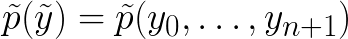 p̃(ỹ) = p̃(y₀, . . . , yₙ₊₁)